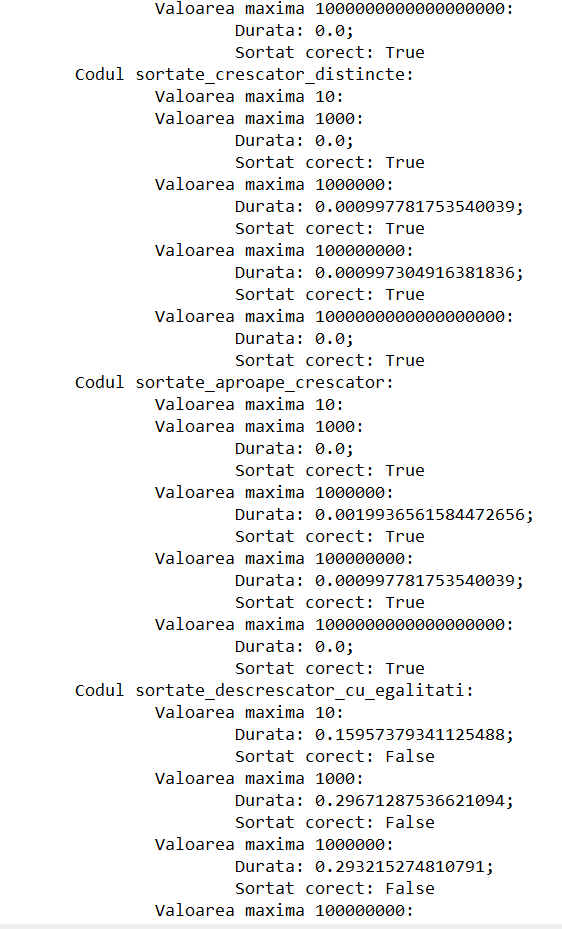 Valoarea maxima 1000000000000000000:
Durata: 0.0;
Sortat corect: True
Codul sortate_crescator_distincte:
Valoarea maxima 10:
Valoarea maxima 1000:
Durata: 0.0;
Sortat corect: True
Valoarea maxima 1000000:
Durata: 0.000997781753540039;
Sortat corect: True
Valoarea maxima 100000000:
Durata: 0.000997304916381836;
Sortat corect: True
Valoarea maxima 1000000000000000000:
Durata: 0.0;
Sortat corect: True
Codul sortate_aproape_crescator:
Valoarea maxima 10:
Valoarea maxima 1000:
Durata: 0.0;
Sortat corect: True
Valoarea maxima 1000000:
Durata: 0.0019936561584472656;
Sortat corect: True
Valoarea maxima 100000000:
Durata: 0.000997781753540039;
Sortat corect: True
Valoarea maxima 1000000000000000000:
Durata: 0.0;
Sortat corect: True
Codul sortate_descrescator_cu_egalitati:
Valoarea maxima 10:
Durata: 0.15957379341125488;
Sortat corect: False
Valoarea maxima 1000:
Durata: 0.29671287536621094;
Sortat corect: False
Valoarea maxima 1000000:
Durata: 0.293215274810791;
Sortat corect: False
Valoarea maxima 100000000: